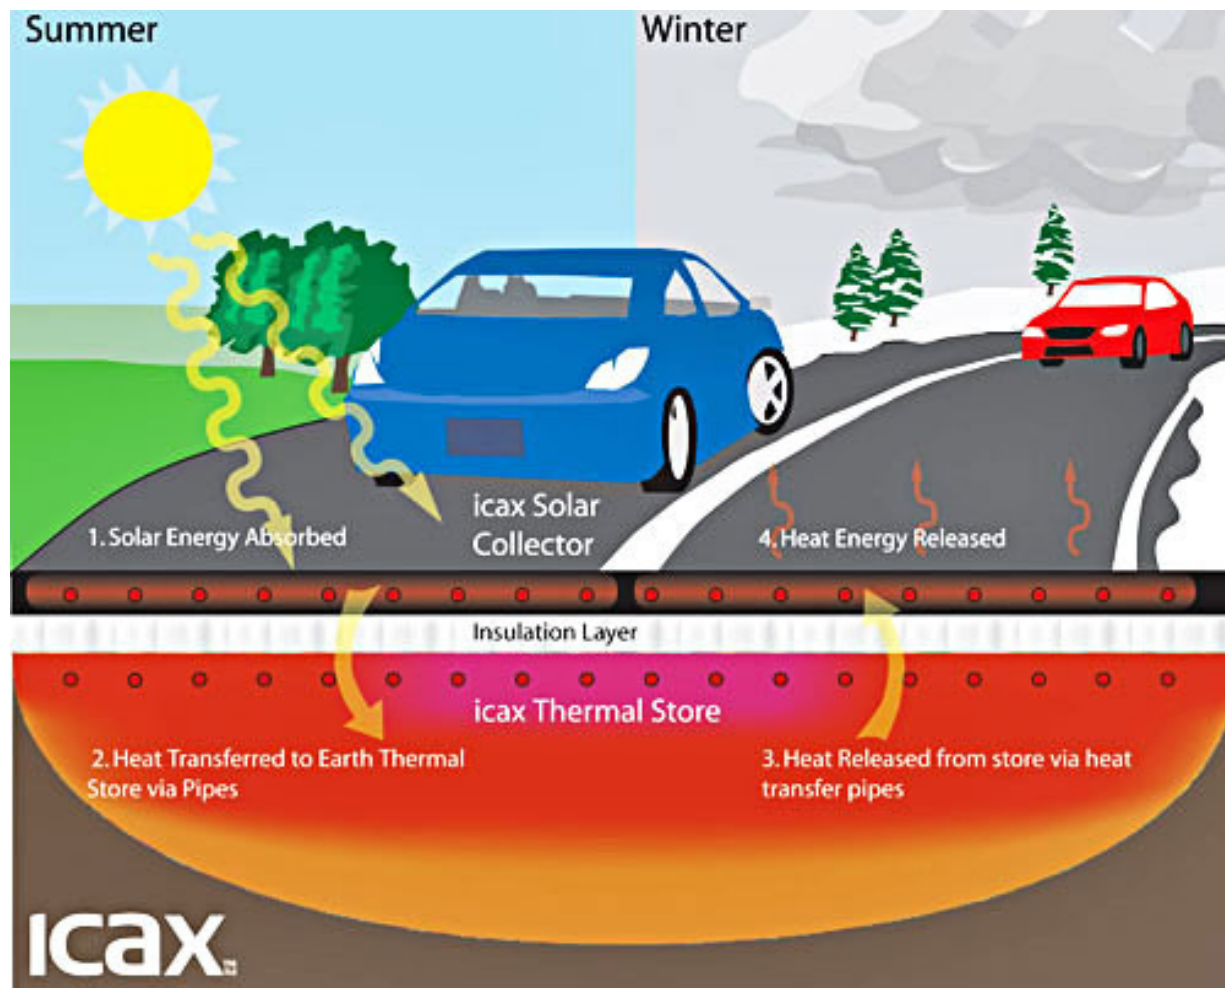 Summer
Winter
icax Solar
Collector
1. Solar Energy Absorbed
4. Heat Energy Released
Insulation Layer
icax Thermal Store
2. Heat Transferred to Earth Thermal
Store via Pipes
3. Heat Released from store via heat
transfer pipes
icax